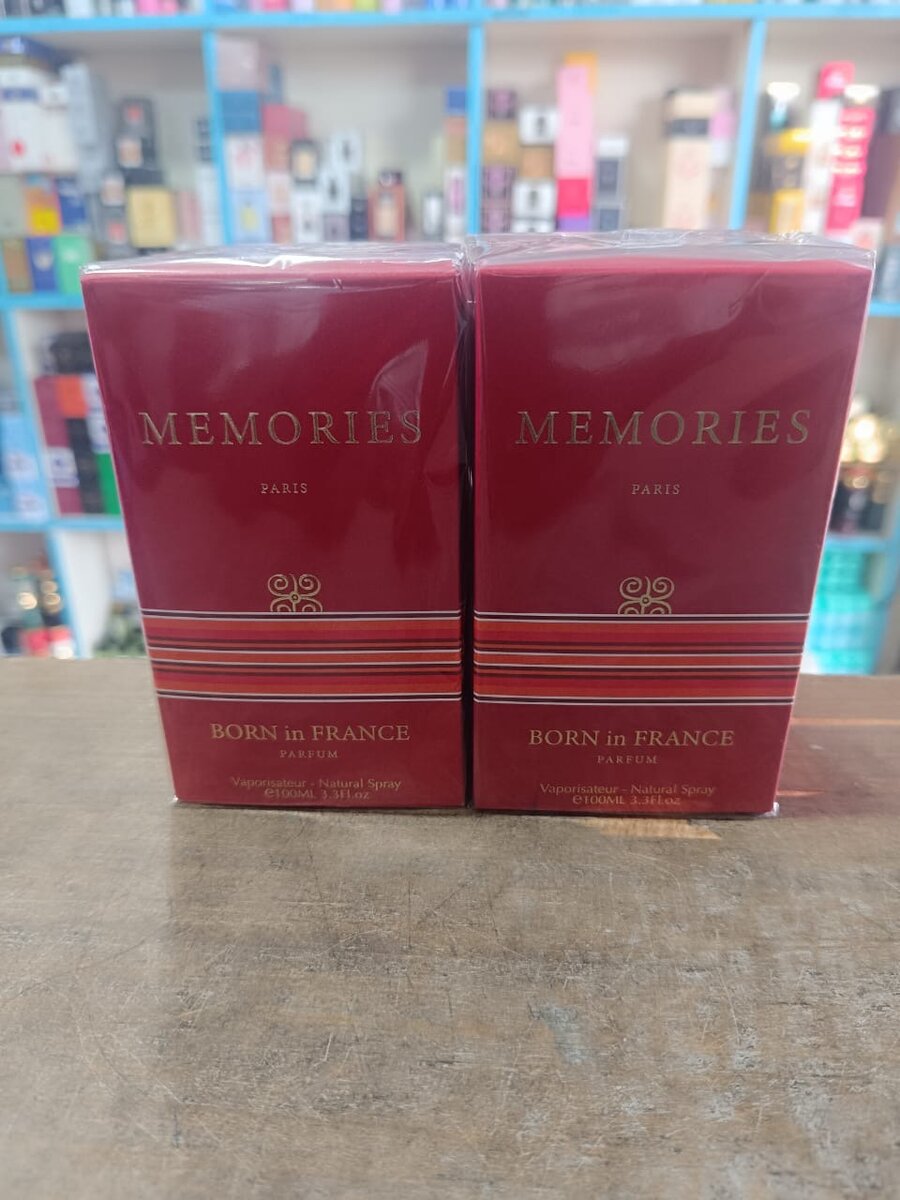 MEMORIES
PARIS
BORN in FRANCE
PARFUM
Vaporisateur - Natural Spray
℮100ML 3.3Fl.oz
MEMORIES
PARIS
BORN in FRANCE
PARFUM
Vaporisateur - Natural Spray
℮100ML 3.3Fl.oz